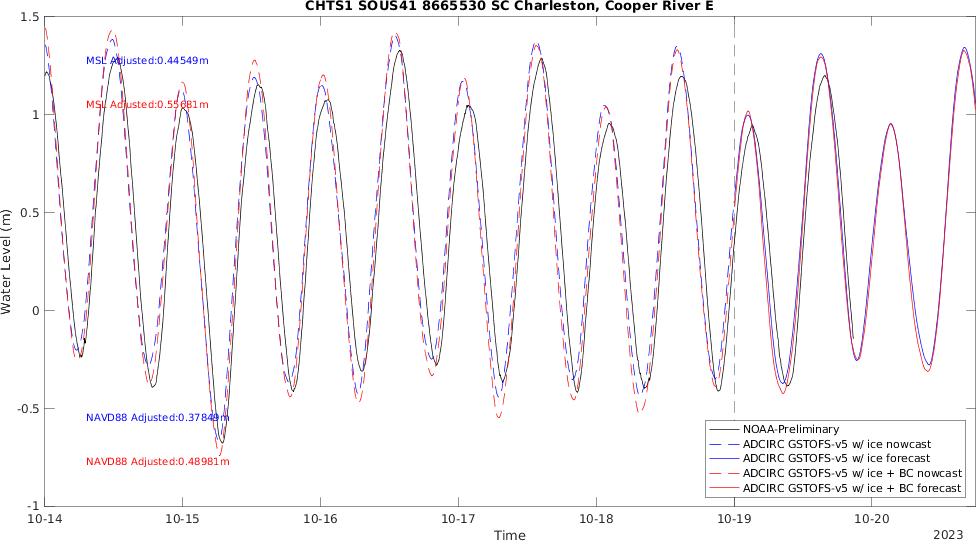 CHTS1 SOUS41 8665530 SC Charleston, Cooper River E
1.5
1
0.5
0
-0.5
-1
Water Level (m)
MSL Adjusted:0.44549m
MSL Adjusted:0.55681m
NAVD88 Adjusted:0.37849m
NAVD88 Adjusted:0.48981m
NOAA-Preliminary
ADCIRC GSTOFS-v5 w/ ice nowcast
ADCIRC GSTOFS-v5 w/ ice forecast
ADCIRC GSTOFS-v5 w/ ice + BC nowcast
ADCIRC GSTOFS-v5 w/ ice + BC forecast
10-14 10-15 10-16 10-17 10-18 10-19 10-20
Time
2023